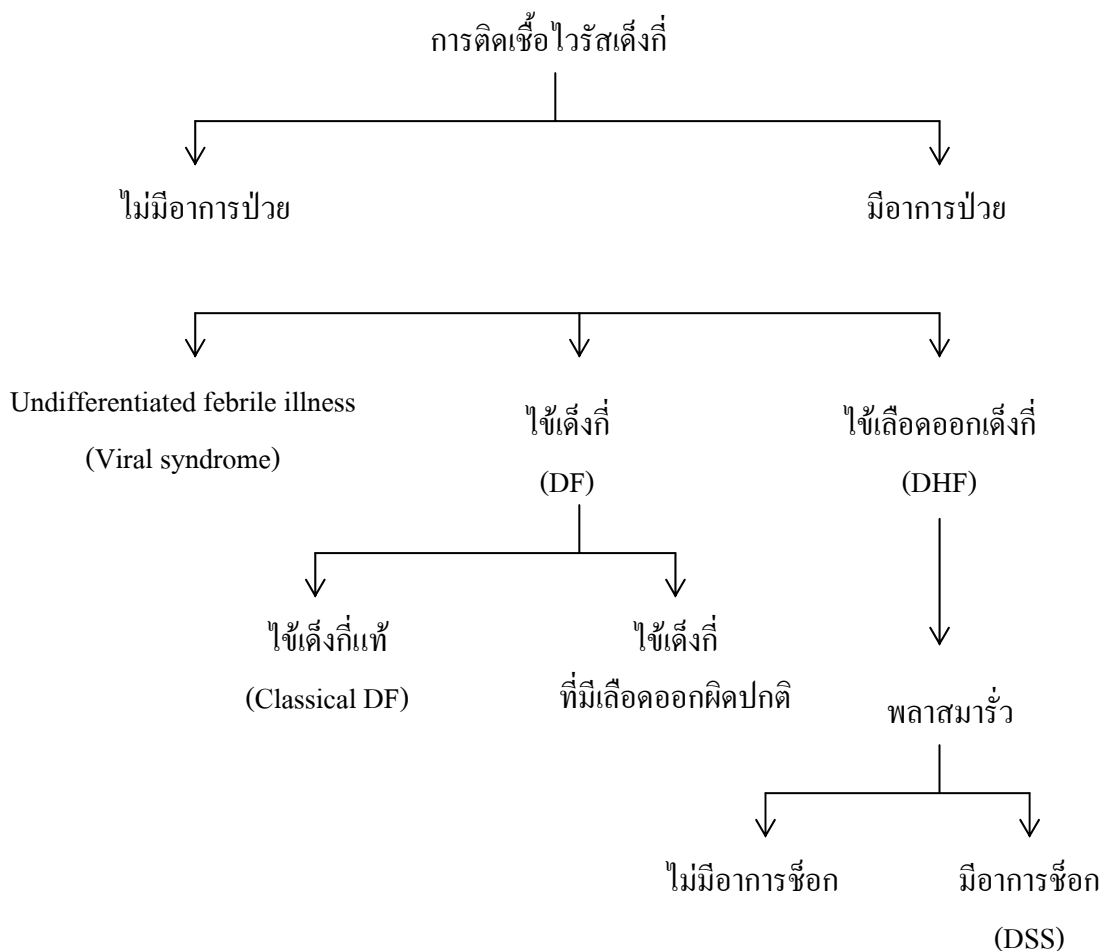 การติดเชื้อไวรัสเด็งกี่
ไม่มีอาการป่วย
มีอาการป่วย
Undifferentiated febrile illness
(Viral syndrome)
ไข้เด็งกี่
(DF)
ไข้เลือดออกเด็งกี่
(DHF)
ไข้เด็งกี่แท้
(Classical DF)
ไข้เด็งกี่
ที่มีเลือดออกผิดปกติ
พลาสมารั่ว
ไม่มีอาการช็อก
มีอาการช็อก
(DSS)